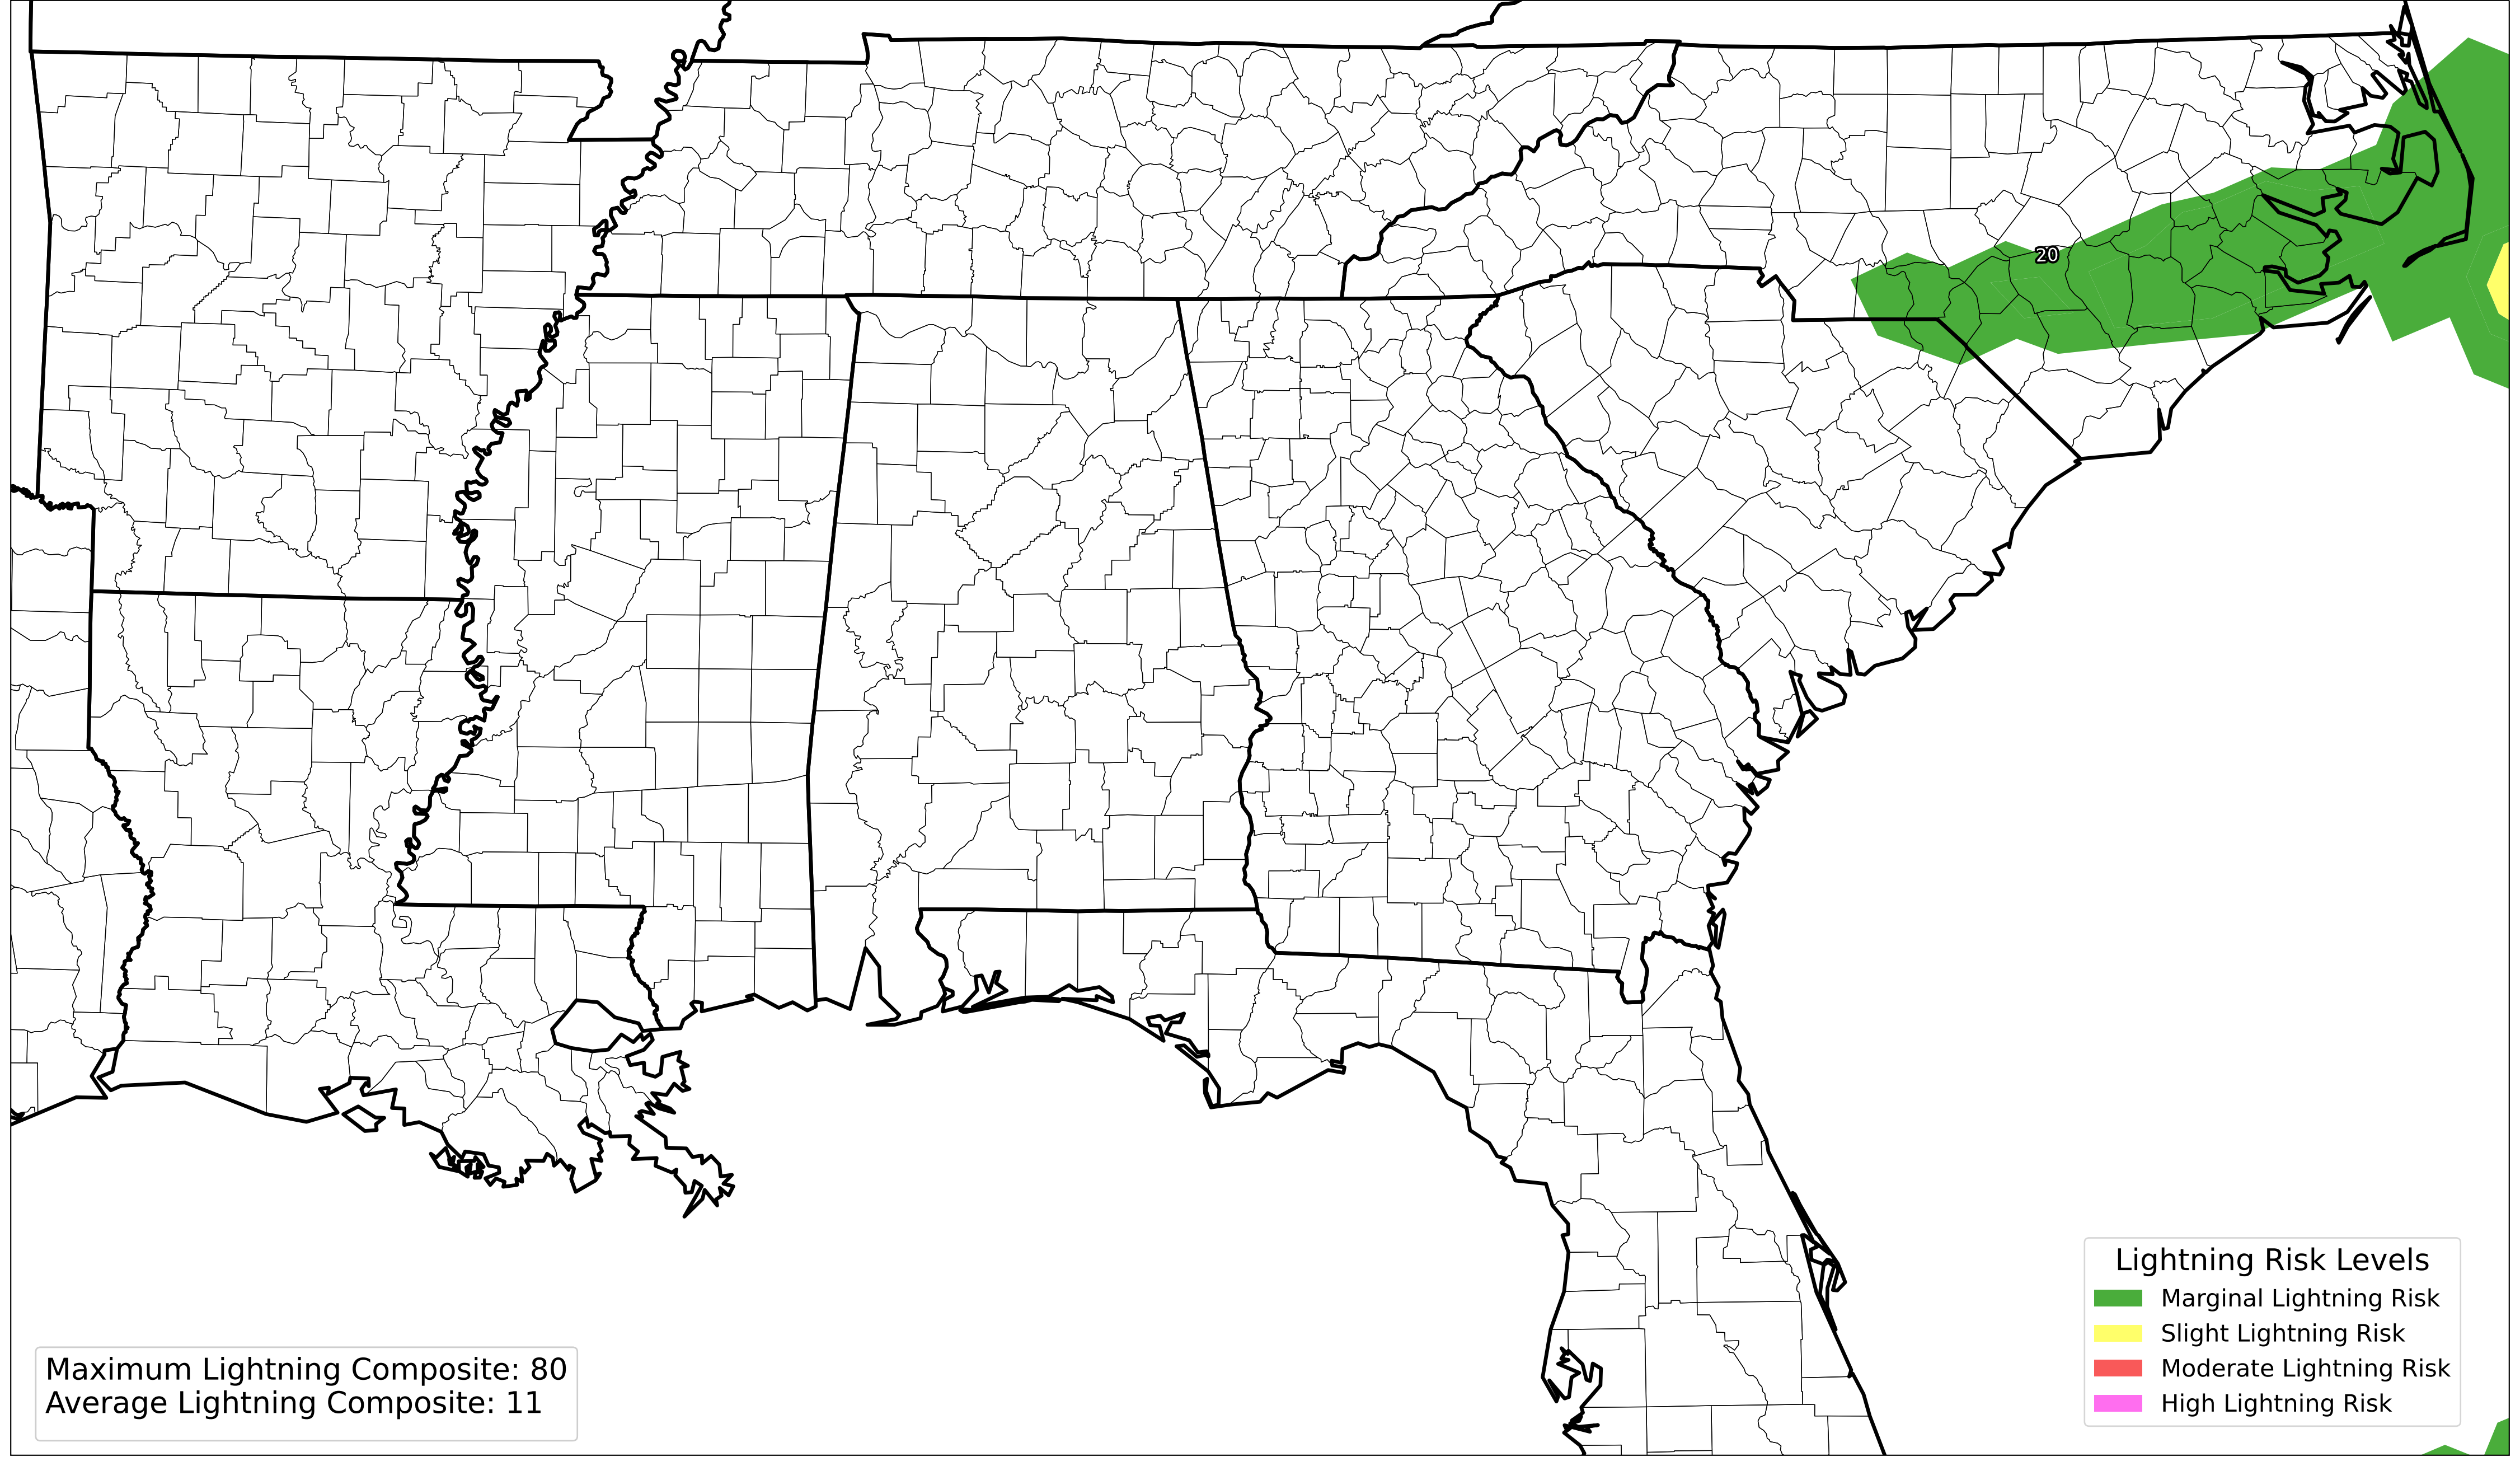 20
Lightning Risk Levels
Marginal Lightning Risk
Slight Lightning Risk
Moderate Lightning Risk
High Lightning Risk
Maximum Lightning Composite: 80
Average Lightning Composite: 11